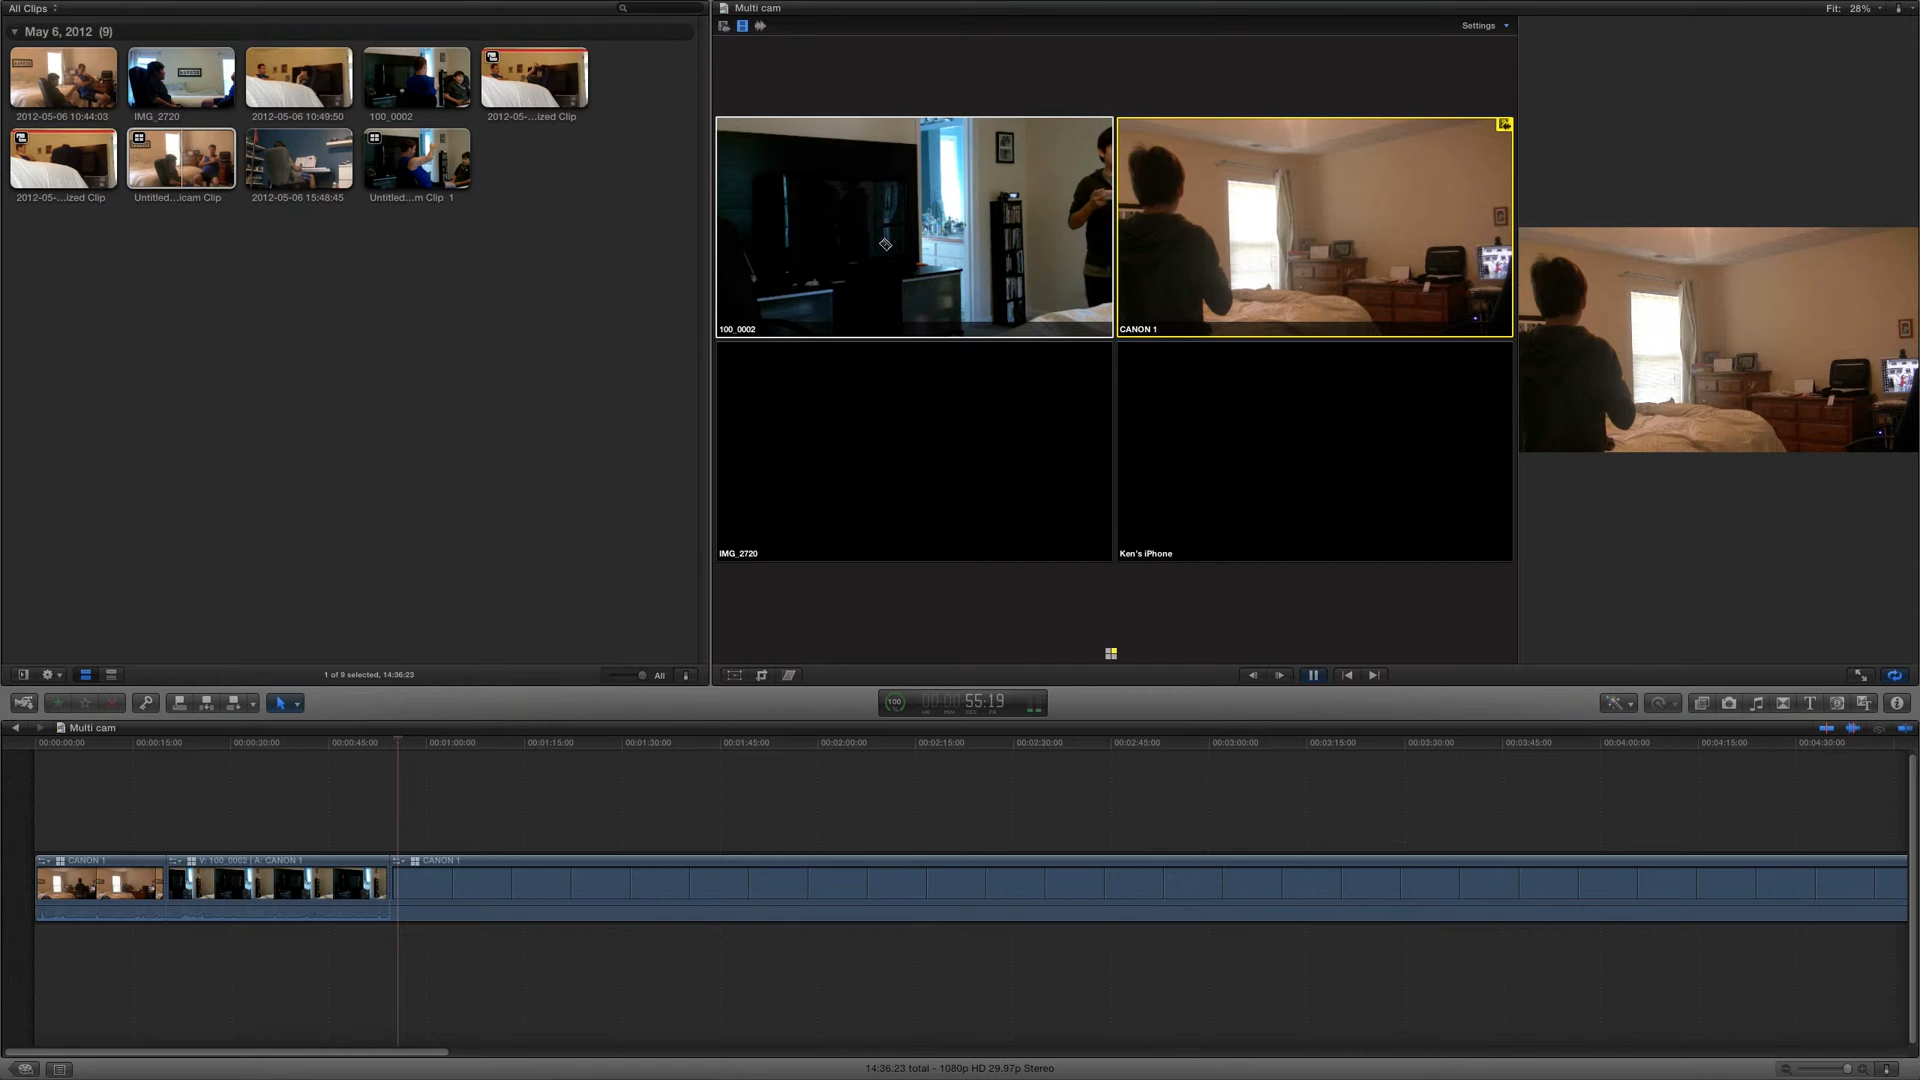 All Clips
May 6, 2012 (9)
2012-05-06 10:44:03
IMG_2720
2012-05-06 10:49:50
100_0002
2012-05-...ized Clip
2012-05-...ized Clip
Untitled...icam Clip
2012-05-06 15:48:45
Untitled...m Clip 1
1 of 9 selected, 14:36:23
All
Multi cam
Fit: 28%
Settings
100_0002
CANON 1
IMG_2720
Ken's iPhone
100
00:00:55:19
HR MIN SEC FR
Multi cam
00:00:00:00
00:00:15:00
00:00:30:00
00:00:45:00
00:01:00:00
00:01:15:00
00:01:30:00
00:01:45:00
00:02:00:00
00:02:15:00
00:02:30:00
00:02:45:00
00:03:00:00
00:03:15:00
00:03:30:00
00:03:45:00
00:04:00:00
00:04:15:00
00:04:30:00
CANON 1
V: 100_0002 | A: CANON 1
CANON 1
14:36:23 total - 1080p HD 29.97p Stereo